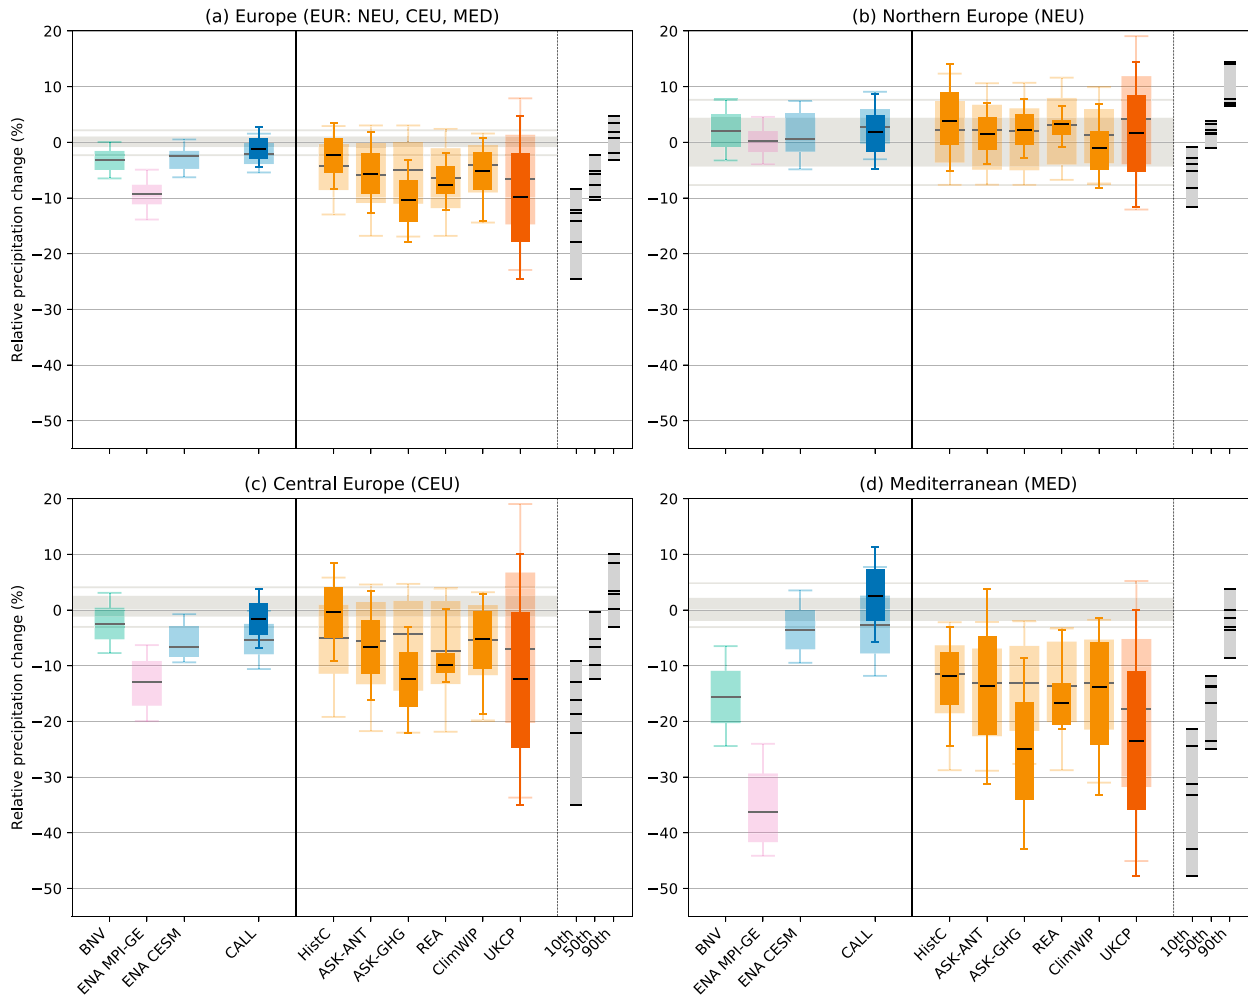 (a) Europe (EUR: NEU, CEU, MED)
(b) Northern Europe (NEU)
Relative precipitation change (%)
20
10
0
−10
−20
−30
−40
−50
20
10
0
−10
−20
−30
−40
−50
(c) Central Europe (CEU)
(d) Mediterranean (MED)
Relative precipitation change (%)
20
10
0
−10
−20
−30
−40
−50
20
10
0
−10
−20
−30
−40
−50
BNV
ENA MPI-GE
ENA CESM
CALL
HistC
ASK-ANT
ASK-GHG
REA
ClimWIP
UKCP
10th
50th
90th
BNV
ENA MPI-GE
ENA CESM
CALL
HistC
ASK-ANT
ASK-GHG
REA
ClimWIP
UKCP
10th
50th
90th